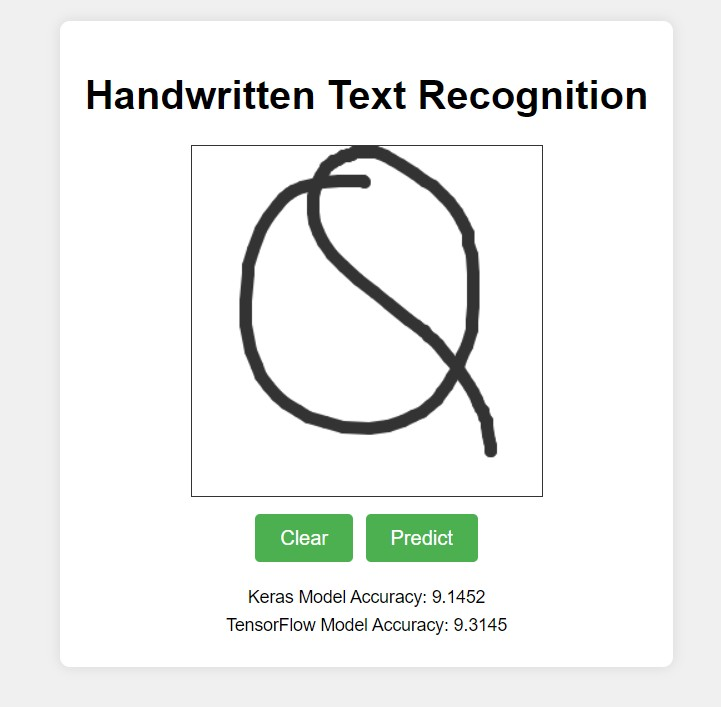 Handwritten Text Recognition
Q
Clear Predict
Keras Model Accuracy: 9.1452
TensorFlow Model Accuracy: 9.3145